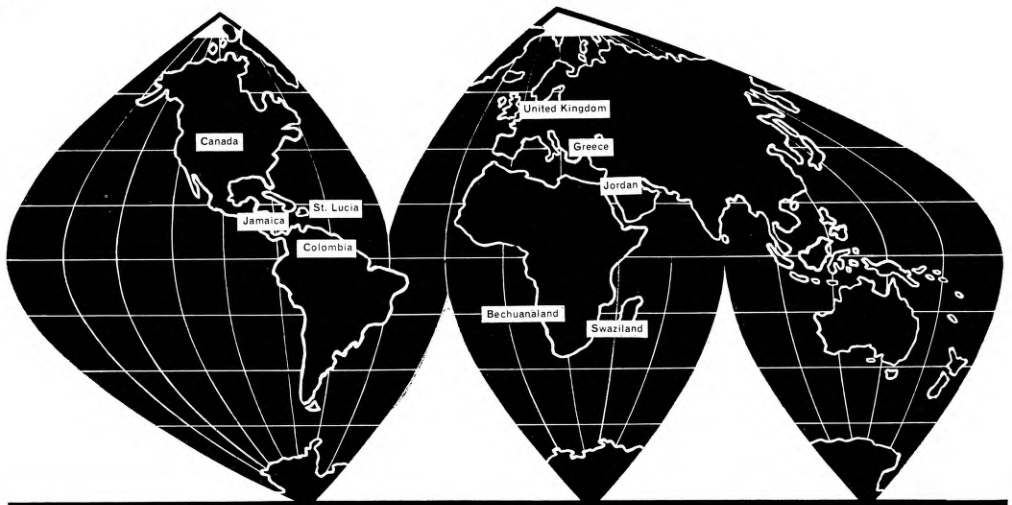 United Kingdom
Canada
Greece
Jordan
St. Lucia
Jamaica
Colombia
Bechuanaland
Swaziland